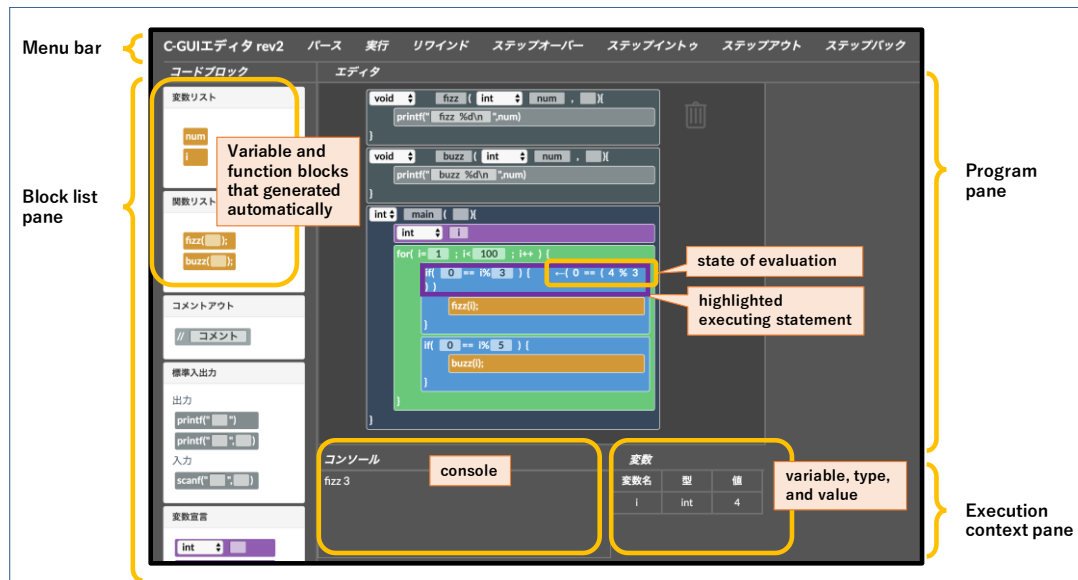 Menu bar
C-GUIエディタ rev2 パース 実行 リワインド ステップオーバー ステップイントゥ ステップアウト ステップバック
コードブロック
エディタ
Block list
pane
変数リスト
num
i
Variable and
function blocks
that generated
automatically
関数リスト
fizz( );
buzz( );
コメントアウト
// コメント
標準入出力
出力
printf(" ")
printf(" ", )
入力
scanf(" ", )
変数宣言
int
void fizz ( int num , ){
printf(" fizz %d\n ",num)
}
void buzz ( int num , ){
printf(" buzz %d\n ",num)
}
int main ( ){
int i
for( i= 1 ; i< 100 ; i++ ) {
if( 0 == i% 3 ) { ←( 0 == ( 4 % 3
) )
fizz(i);
}
if( 0 == i% 5 ) {
buzz(i);
}
}
}
state of evaluation
highlighted
executing statement
Program
pane
コンソール
console
fizz 3
変数
変数名 型 値
i int 4
variable, type,
and value
Execution
context pane